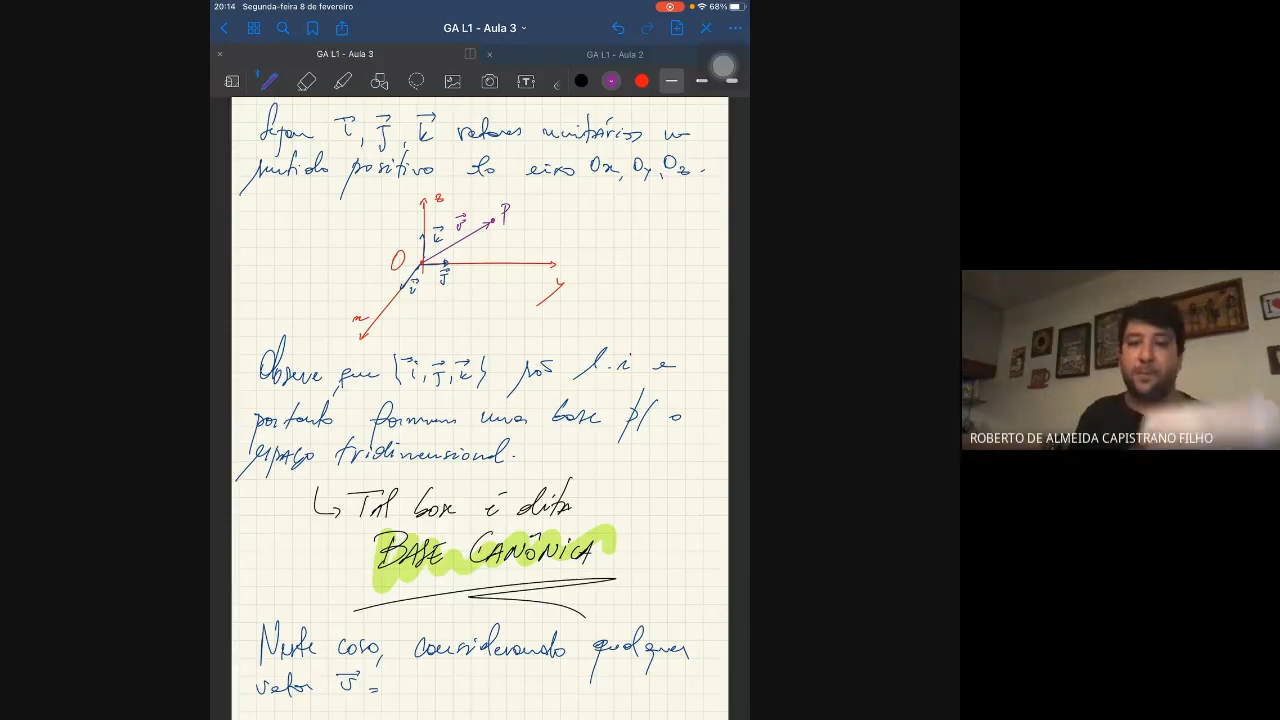 20:14 Segunda-feira 8 de fevereiro
68%
GA L1 - Aula 3
GA L1 - Aula 3
GA L1 - Aula 2
Sejam i, j, k vetores unitários no
sentido positivo do eixo Ox, Oy, Oz.
z
v P
k
O
j
i
y
x
Observe que {i, j, k} são l.i e
portanto formam uma base p/ o
espaço tridimensional.
↳ Tal base é dita
BASE CANÔNICA
Neste caso, considerando qualquer
vetor v =
ROBERTO DE ALMEIDA CAPISTRANO FILHO